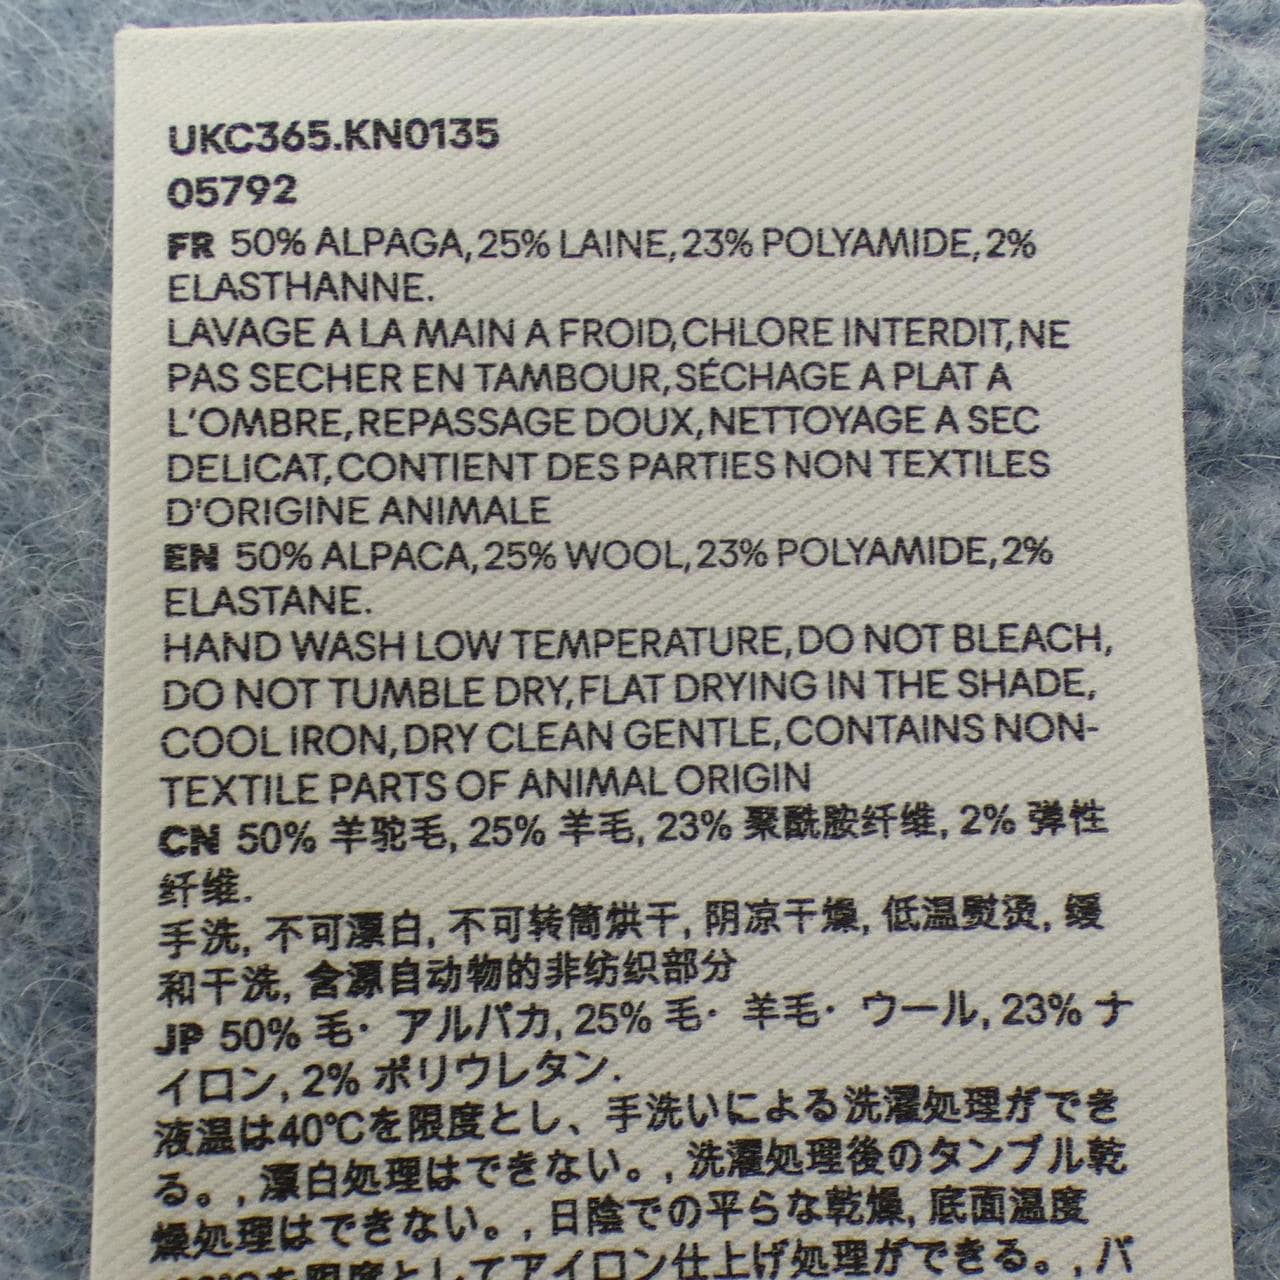 UKC365.KN0135
05792
FR 50% ALPAGA, 25% LAINE, 23% POLYAMIDE, 2%
ELASTHANNE.
LAVAGE A LA MAIN A FROID, CHLORE INTERDIT, NE
PAS SECHER EN TAMBOUR, SÉCHAGE A PLAT A
L'OMBRE, REPASSAGE DOUX, NETTOYAGE A SEC
DELICAT, CONTIENT DES PARTIES NON TEXTILES
D'ORIGINE ANIMALE
EN 50% ALPACA, 25% WOOL, 23% POLYAMIDE, 2%
ELASTANE.
HAND WASH LOW TEMPERATURE, DO NOT BLEACH,
DO NOT TUMBLE DRY, FLAT DRYING IN THE SHADE,
COOL IRON, DRY CLEAN GENTLE, CONTAINS NON-
TEXTILE PARTS OF ANIMAL ORIGIN
CN 50% 羊驼毛, 25% 羊毛, 23% 聚酰胺纤维, 2% 弹性
纤维.
手洗, 不可漂白, 不可转筒烘干, 阴凉干燥, 低温熨烫, 缓
和干洗, 含源自动物的非纺织部分
JP 50% 毛・アルパカ, 25% 毛・羊毛・ウール, 23% ナ
イロン, 2% ポリウレタン.
液温は40℃を限度とし、手洗いによる洗濯処理ができ
る。, 漂白処理はできない。, 洗濯処理後のタンブル乾
燥処理はできない。, 日陰での平らな乾燥, 底面温度
を限度としてアイロン仕上げ処理ができる。, パ